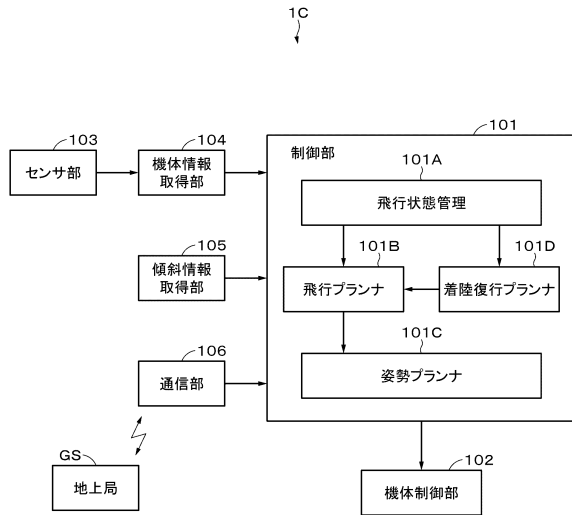 1C
103
センサ部
104
機体情報
取得部
101
制御部
101A
飛行状態管理
105
傾斜情報
取得部
101B
飛行プランナ
101D
着陸復行プランナ
106
通信部
101C
姿勢プランナ
GS
地上局
102
機体制御部